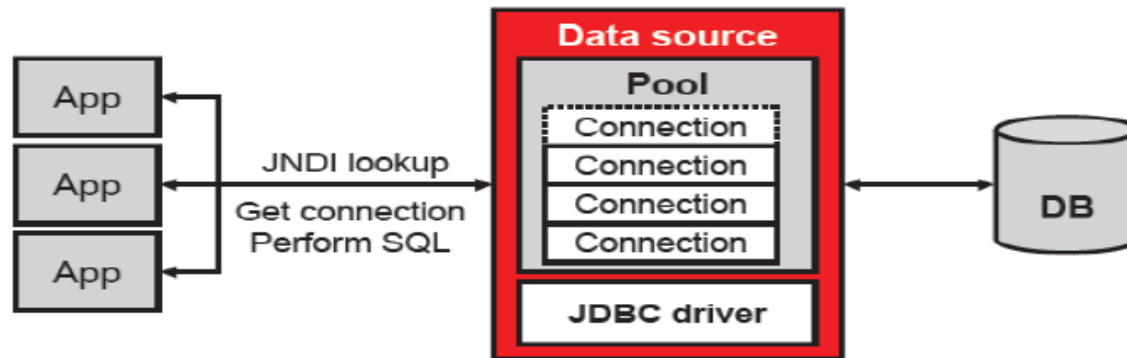 App
App
App
JNDI lookup
Get connection
Perform SQL
Data source
Pool
Connection
Connection
Connection
Connection
JDBC driver
DB